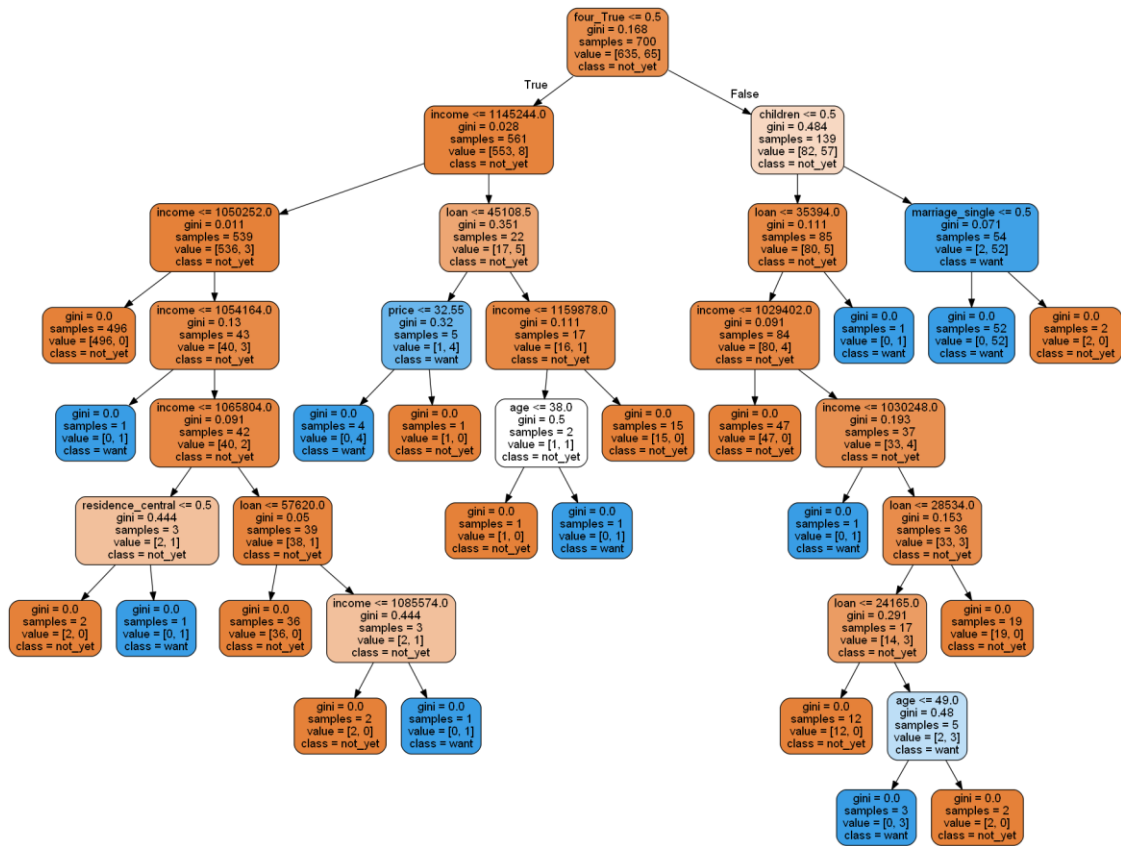 four_True <= 0.5
gini = 0.168
samples = 700
value = [635, 65]
class = not_yet
True
False
income <= 1145244.0
gini = 0.028
samples = 561
value = [553, 8]
class = not_yet
children <= 0.5
gini = 0.484
samples = 139
value = [82, 57]
class = not_yet
income <= 1050252.0
gini = 0.011
samples = 539
value = [536, 3]
class = not_yet
loan <= 45108.5
gini = 0.351
samples = 22
value = [17, 5]
class = not_yet
loan <= 35394.0
gini = 0.111
samples = 85
value = [80, 5]
class = not_yet
marriage_single <= 0.5
gini = 0.071
samples = 54
value = [2, 52]
class = want
gini = 0.0
samples = 496
value = [496, 0]
class = not_yet
income <= 1054164.0
gini = 0.13
samples = 43
value = [40, 3]
class = not_yet
price <= 32.55
gini = 0.32
samples = 5
value = [1, 4]
class = want
income <= 1159878.0
gini = 0.111
samples = 17
value = [16, 1]
class = not_yet
income <= 1029402.0
gini = 0.091
samples = 84
value = [80, 4]
class = not_yet
gini = 0.0
samples = 1
value = [0, 1]
class = want
gini = 0.0
samples = 52
value = [0, 52]
class = want
gini = 0.0
samples = 2
value = [2, 0]
class = not_yet
gini = 0.0
samples = 1
value = [0, 1]
class = want
income <= 1065804.0
gini = 0.091
samples = 42
value = [40, 2]
class = not_yet
gini = 0.0
samples = 4
value = [0, 4]
class = want
gini = 0.0
samples = 1
value = [1, 0]
class = not_yet
age <= 38.0
gini = 0.5
samples = 2
value = [1, 1]
class = not_yet
gini = 0.0
samples = 15
value = [15, 0]
class = not_yet
gini = 0.0
samples = 47
value = [47, 0]
class = not_yet
income <= 1030248.0
gini = 0.193
samples = 37
value = [33, 4]
class = not_yet
residence_central <= 0.5
gini = 0.444
samples = 3
value = [2, 1]
class = not_yet
loan <= 57620.0
gini = 0.05
samples = 39
value = [38, 1]
class = not_yet
gini = 0.0
samples = 1
value = [1, 0]
class = not_yet
gini = 0.0
samples = 1
value = [0, 1]
class = want
gini = 0.0
samples = 1
value = [0, 1]
class = want
loan <= 28534.0
gini = 0.153
samples = 36
value = [33, 3]
class = not_yet
gini = 0.0
samples = 2
value = [2, 0]
class = not_yet
gini = 0.0
samples = 1
value = [0, 1]
class = want
gini = 0.0
samples = 36
value = [36, 0]
class = not_yet
income <= 1085574.0
gini = 0.444
samples = 3
value = [2, 1]
class = not_yet
loan <= 24165.0
gini = 0.291
samples = 17
value = [14, 3]
class = not_yet
gini = 0.0
samples = 19
value = [19, 0]
class = not_yet
gini = 0.0
samples = 2
value = [2, 0]
class = not_yet
gini = 0.0
samples = 1
value = [0, 1]
class = want
gini = 0.0
samples = 12
value = [12, 0]
class = not_yet
age <= 49.0
gini = 0.48
samples = 5
value = [2, 3]
class = want
gini = 0.0
samples = 3
value = [0, 3]
class = want
gini = 0.0
samples = 2
value = [2, 0]
class = not_yet